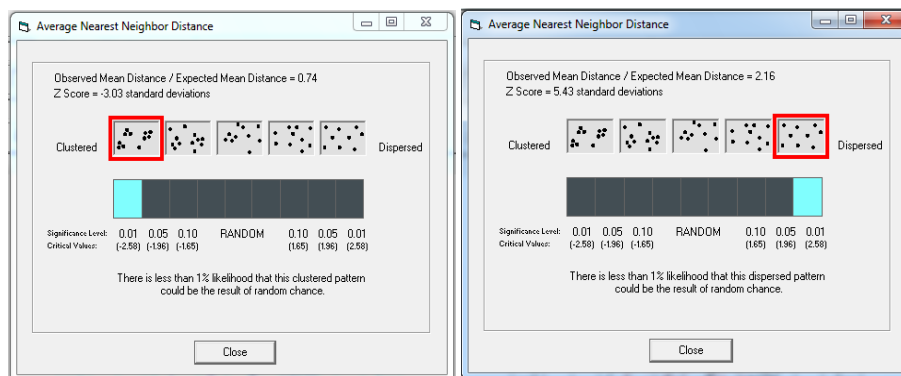 Average Nearest Neighbor Distance
Observed Mean Distance / Expected Mean Distance = 0.74
Z Score = -3.03 standard deviations
Clustered
Dispersed
Significance Level: 0.01 0.05 0.10 RANDOM 0.10 0.05 0.01
Critical Values: (-2.58) (-1.96) (-1.65) (1.65) (1.96) (2.58)
There is less than 1% likelihood that this clustered pattern
could be the result of random chance.
Close
Average Nearest Neighbor Distance
Observed Mean Distance / Expected Mean Distance = 2.16
Z Score = 5.43 standard deviations
Clustered
Dispersed
Significance Level: 0.01 0.05 0.10 RANDOM 0.10 0.05 0.01
Critical Values: (-2.58) (-1.96) (-1.65) (1.65) (1.96) (2.58)
There is less than 1% likelihood that this dispersed pattern
could be the result of random chance.
Close